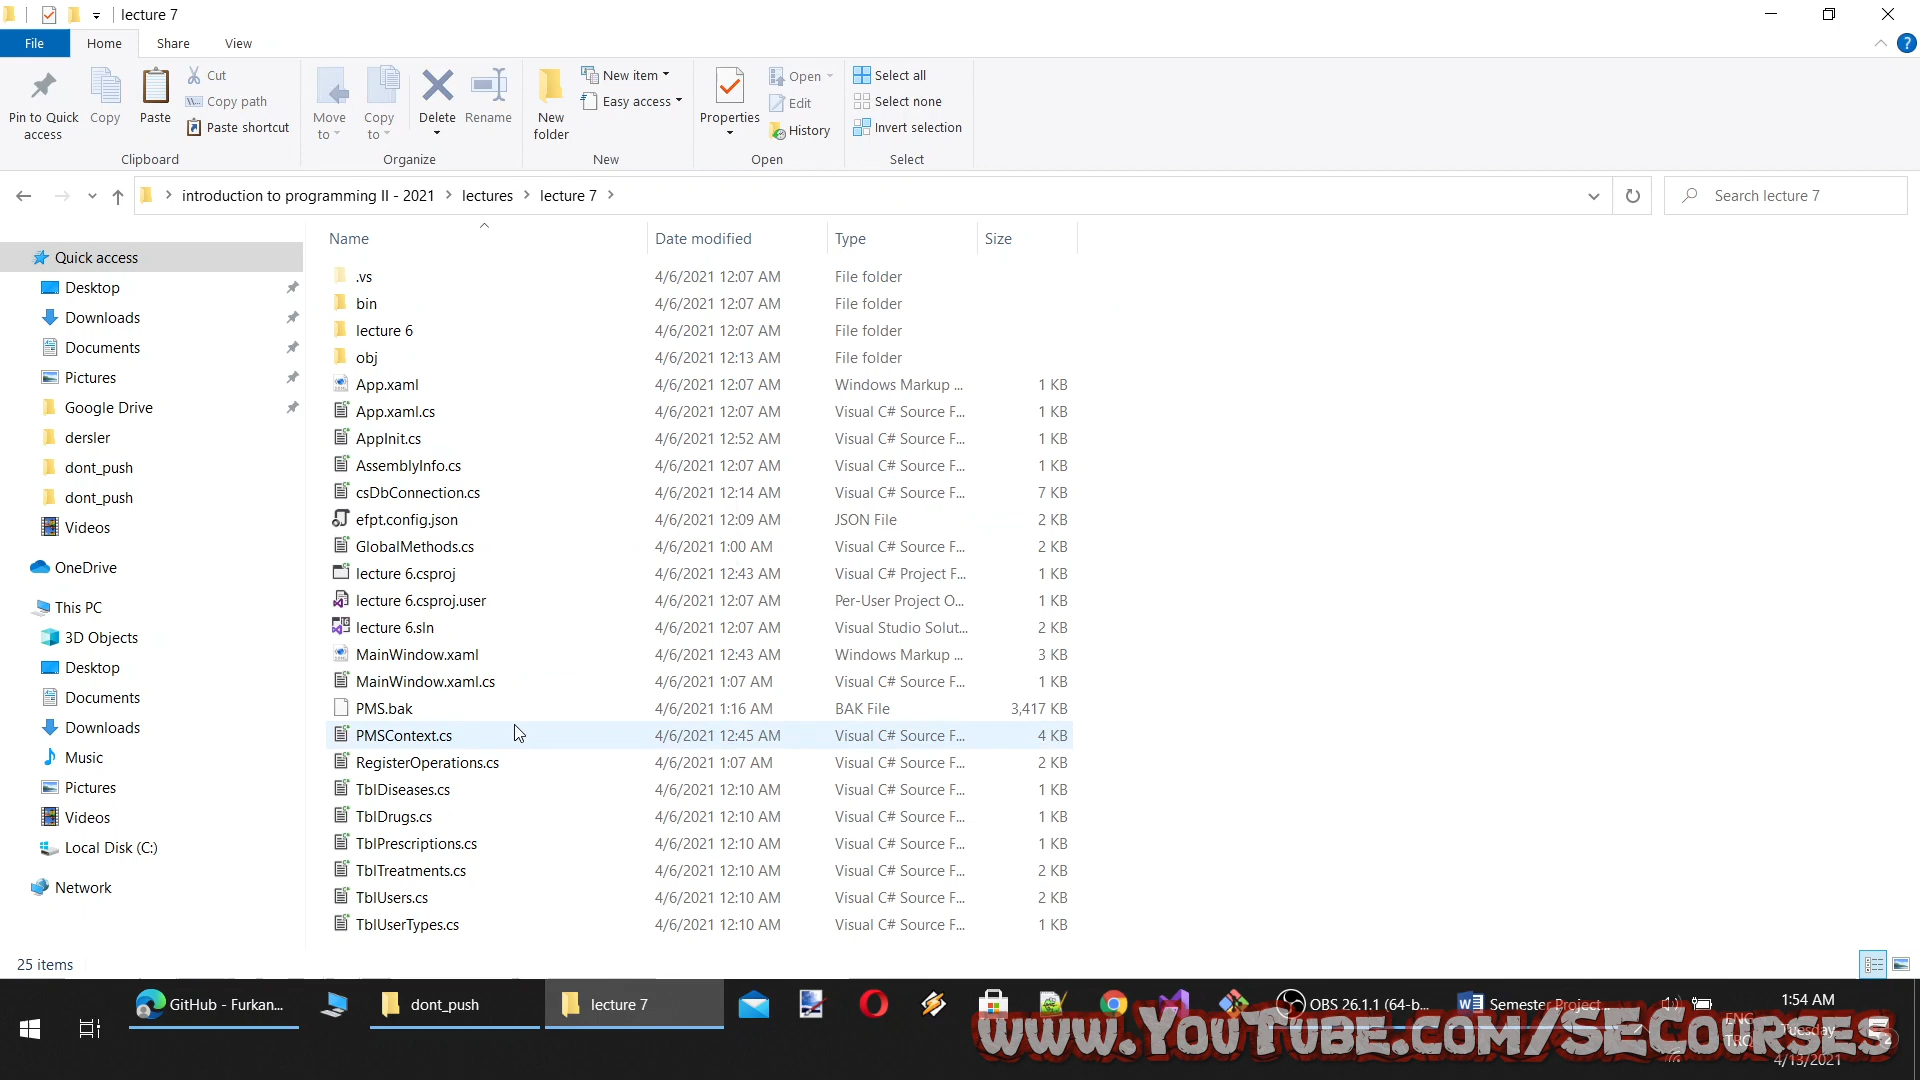 lecture 7
File Home Share View
Pin to Quick access
Copy
Paste
Cut
Copy path
Paste shortcut
Clipboard
Move to
Copy to
Delete
Rename
Organize
New folder
New item
Easy access
New
Properties
Open
Edit
History
Open
Select all
Select none
Invert selection
Select
introduction to programming II - 2021 lectures lecture 7
Search lecture 7
Quick access
Desktop
Downloads
Documents
Pictures
Google Drive
dersler
dont_push
dont_push
Videos
OneDrive
This PC
3D Objects
Desktop
Documents
Downloads
Music
Pictures
Videos
Local Disk (C:)
Network
Name Date modified Type Size
.vs 4/6/2021 12:07 AM File folder
bin 4/6/2021 12:07 AM File folder
lecture 6 4/6/2021 12:07 AM File folder
obj 4/6/2021 12:13 AM File folder
App.xaml 4/6/2021 12:07 AM Windows Markup ... 1 KB
App.xaml.cs 4/6/2021 12:07 AM Visual C# Source F... 1 KB
AppInit.cs 4/6/2021 12:52 AM Visual C# Source F... 1 KB
AssemblyInfo.cs 4/6/2021 12:07 AM Visual C# Source F... 1 KB
csDbConnection.cs 4/6/2021 12:14 AM Visual C# Source F... 7 KB
efpt.config.json 4/6/2021 12:09 AM JSON File 2 KB
GlobalMethods.cs 4/6/2021 1:00 AM Visual C# Source F... 2 KB
lecture 6.csproj 4/6/2021 12:43 AM Visual C# Project F... 1 KB
lecture 6.csproj.user 4/6/2021 12:07 AM Per-User Project O... 1 KB
lecture 6.sln 4/6/2021 12:07 AM Visual Studio Solut... 2 KB
MainWindow.xaml 4/6/2021 12:43 AM Windows Markup ... 3 KB
MainWindow.xaml.cs 4/6/2021 1:07 AM Visual C# Source F... 1 KB
PMS.bak 4/6/2021 1:16 AM BAK File 3,417 KB
PMSContext.cs 4/6/2021 12:45 AM Visual C# Source F... 4 KB
RegisterOperations.cs 4/6/2021 1:07 AM Visual C# Source F... 2 KB
TblDiseases.cs 4/6/2021 12:10 AM Visual C# Source F... 1 KB
TblDrugs.cs 4/6/2021 12:10 AM Visual C# Source F... 1 KB
TblPrescriptions.cs 4/6/2021 12:10 AM Visual C# Source F... 1 KB
TblTreatments.cs 4/6/2021 12:10 AM Visual C# Source F... 2 KB
TblUsers.cs 4/6/2021 12:10 AM Visual C# Source F... 2 KB
TblUserTypes.cs 4/6/2021 12:10 AM Visual C# Source F... 1 KB
25 items
GitHub - Furkan...
dont_push
lecture 7
OBS 26.1.1 (64-b...
Semester Project...
ENG
1:54 AM
Tuesday
4/13/2021
www.YouTube.com/SECourses